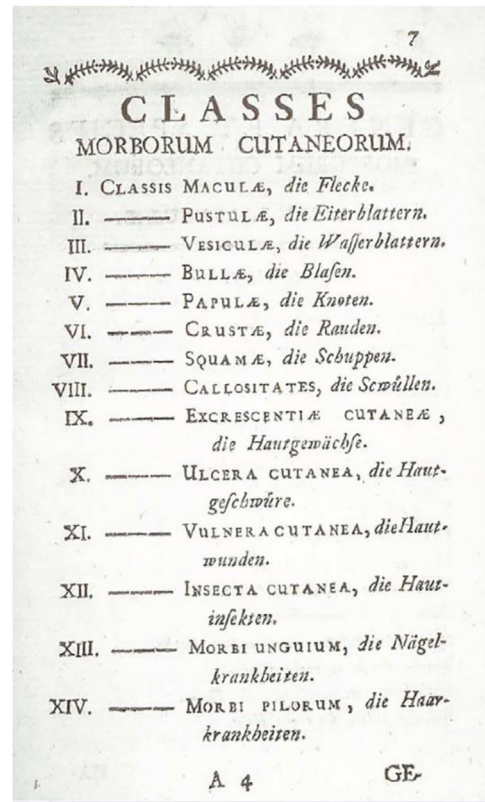 7
CLASSES
MORBORUM CUTANEORUM.
I. CLASSIS MACULÆ, die Flecke.
II. ——— PUSTULÆ, die Eiterblattern.
III. ——— VESICULÆ, die Waſſerblattern.
IV. ——— BULLÆ, die Blaſen.
V. ——— PAPULÆ, die Knoten.
VI. ——— CRUSTÆ, die Rauden.
VII. ——— SQUAMÆ, die Schuppen.
VIII. ——— CALLOSITATES, die Scwůllen.
IX. ——— EXCRESCENTIÆ CUTANEÆ,
die Hautgewächſe.
X. ——— ULCERA CUTANEA, die Haut-
geſchwůre.
XI. ——— VULNERA CUTANEA, die Haut-
wunden.
XII. ——— INSECTA CUTANEA, die Haut-
inſekten.
XIII. ——— MORBI UNGUIUM, die Nägel-
krankheiten.
XIV. ——— MORBI PILORUM, die Haar-
krankheiten.
A 4 GE-